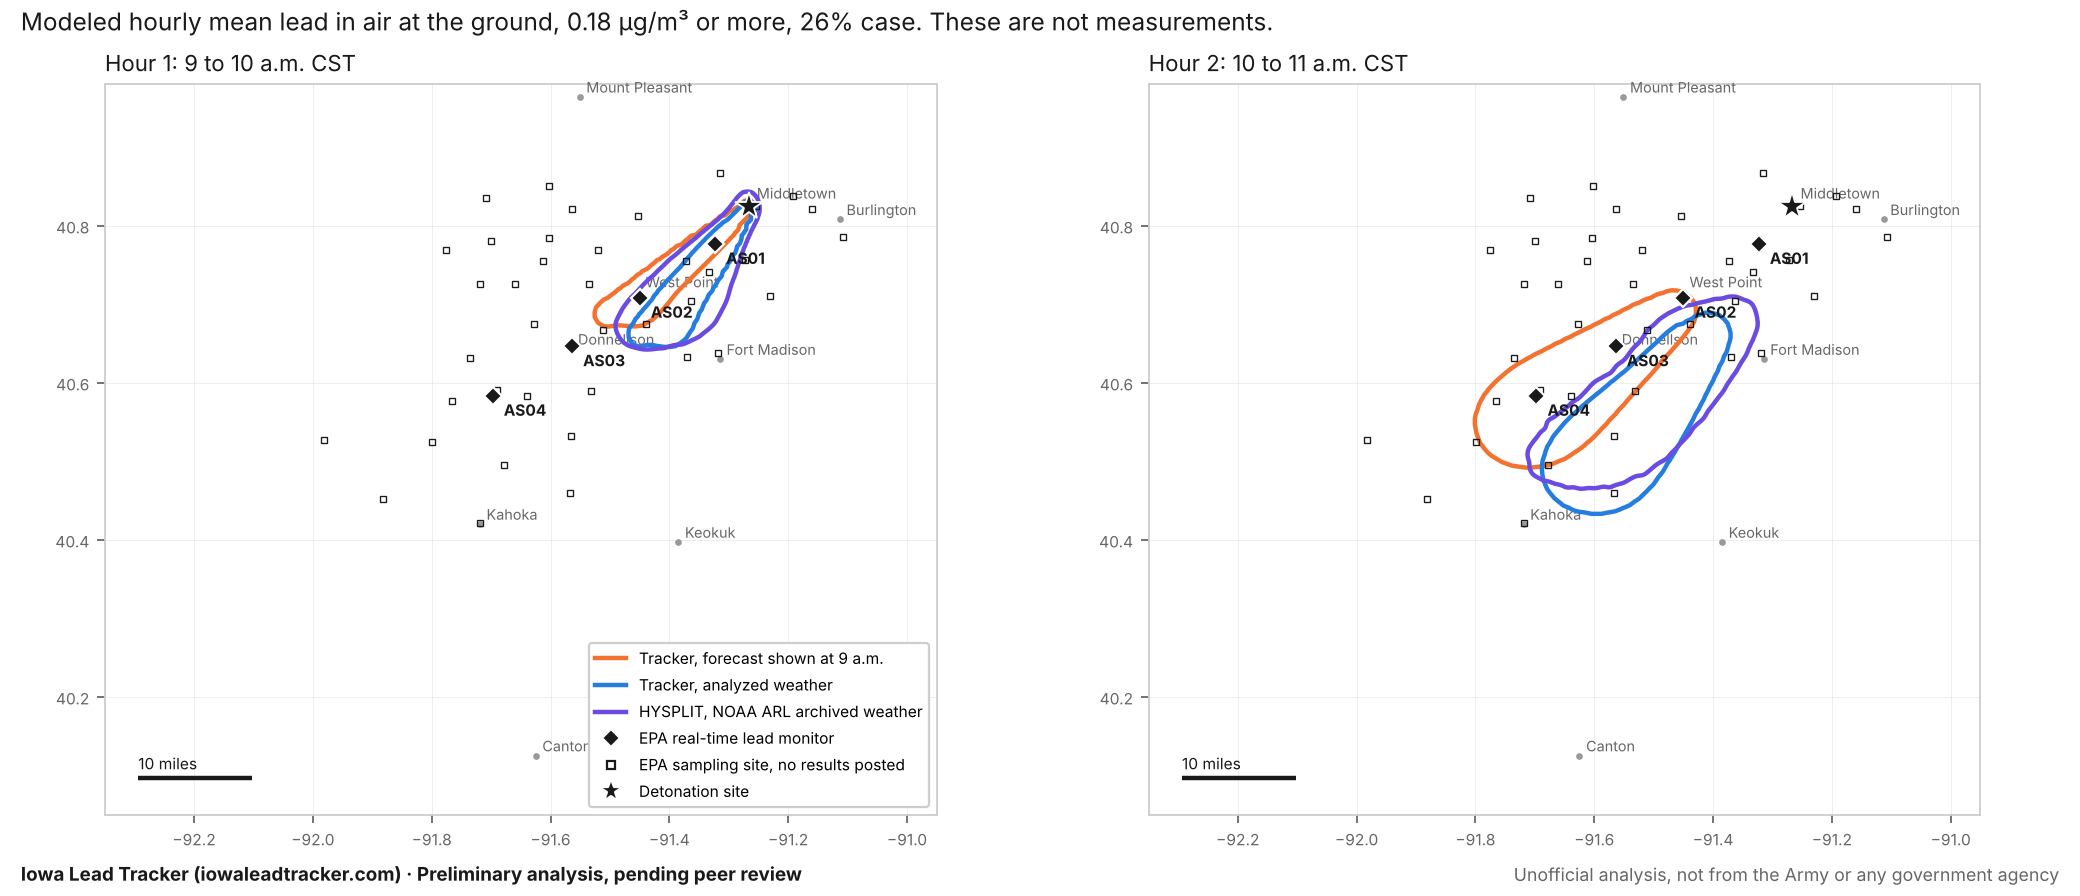 Modeled hourly mean lead in air at the ground, 0.18 µg/m³ or more, 26% case. These are not measurements.
Hour 1: 9 to 10 a.m. CST
Mount Pleasant
Middletown
Burlington
40.8
AS01
West Point
AS02
Donnellson
Fort Madison
AS03
40.6
AS04
Kahoka
Keokuk
40.4
Tracker, forecast shown at 9 a.m.
Tracker, analyzed weather
40.2
HYSPLIT, NOAA ARL archived weather
EPA real-time lead monitor
Canton
10 miles
EPA sampling site, no results posted
Detonation site
−92.2 −92.0 −91.8 −91.6 −91.4 −91.2 −91.0
Hour 2: 10 to 11 a.m. CST
Mount Pleasant
Middletown
Burlington
40.8
AS01
West Point
AS02
Donnellson
Fort Madison
AS03
40.6
AS04
Kahoka
Keokuk
40.4
40.2
Canton
10 miles
−92.2 −92.0 −91.8 −91.6 −91.4 −91.2 −91.0
Iowa Lead Tracker (iowaleadtracker.com) · Preliminary analysis, pending peer review
Unofficial analysis, not from the Army or any government agency